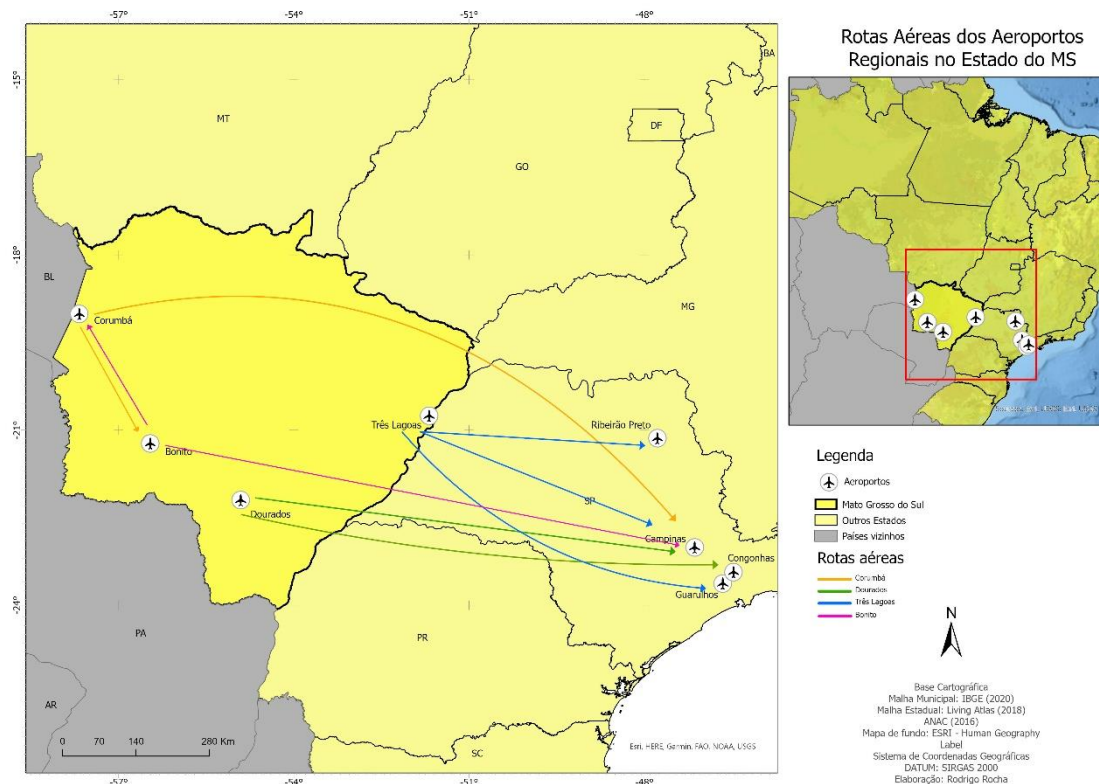 Rotas Aéreas dos Aeroportos
Regionais no Estado do MS
-57°
-54°
-51°
-48°
-15°
-18°
-21°
-24°
MT
BA
DF
GO
BL
MG
Corumbá
Três Lagoas
Ribeirão Preto
Bonito
SP
Dourados
Campinas
Congonhas
Guarulhos
PA
PR
AR
SC
0 70 140 280 Km
Esri, HERE, Garmin, FAO, NOAA, USGS
-57°
-54°
-51°
-48°
Legenda
Aeroportos
Mato Grosso do Sul
Outros Estados
Países vizinhos
Rotas aéreas
Corumbá
Dourados
Três Lagoas
Bonito
N
Base Cartográfica
Malha Municipal: IBGE (2020)
Malha Estadual: Living Atlas (2018)
ANAC (2016)
Mapa de fundo: ESRI - Human Geography
Label
Sistema de Coordenadas Geográficas
DATUM: SIRGAS 2000
Elaboração: Rodrigo Rocha